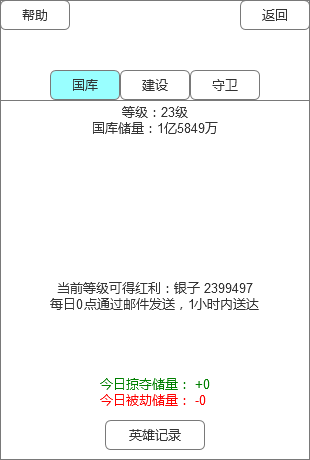 帮助
返回
国库
建设
守卫
等级：23级
国库储量：1亿5849万
当前等级可得红利：银子 2399497
每日0点通过邮件发送，1小时内送达
今日掠夺储量： +0
今日被劫储量： -0
英雄记录